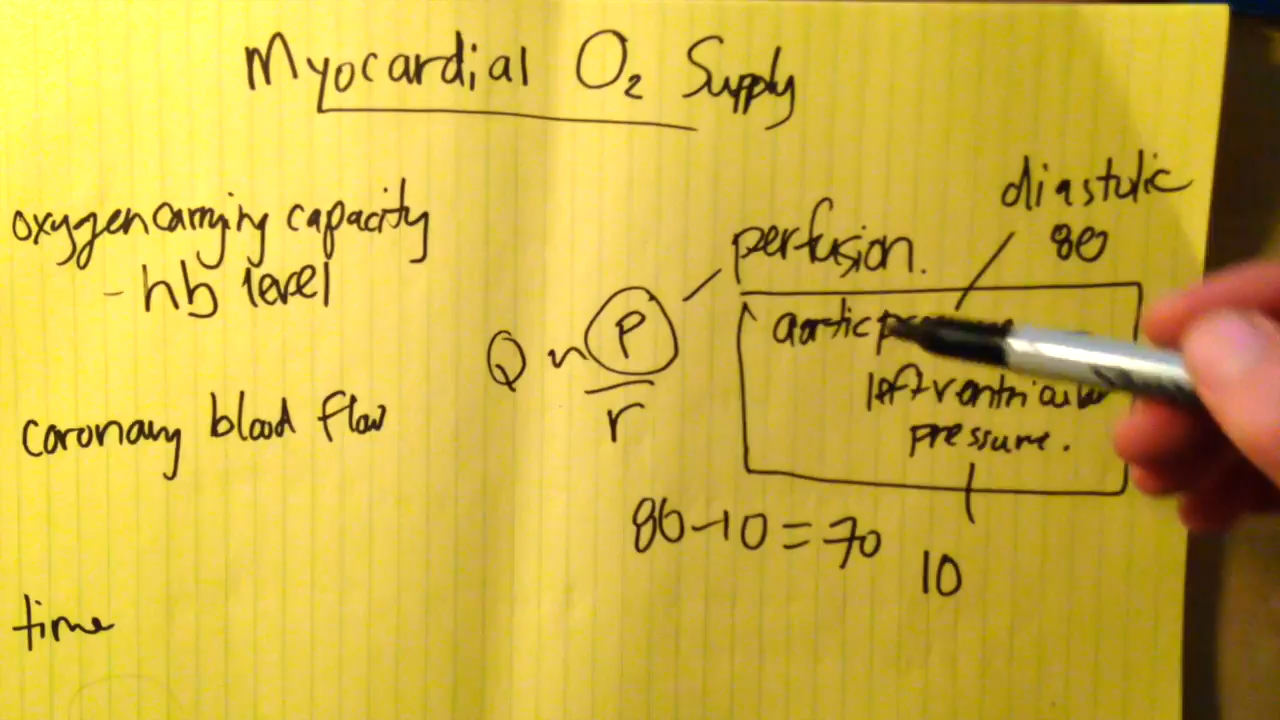 Myocardial O₂ Supply
oxygen carrying capacity
- hb level
coronary blood flow
time
Q ∝ P
r
perfusion.
diastolic
80
aortic
left ventricular
pressure.
80-10=70
10